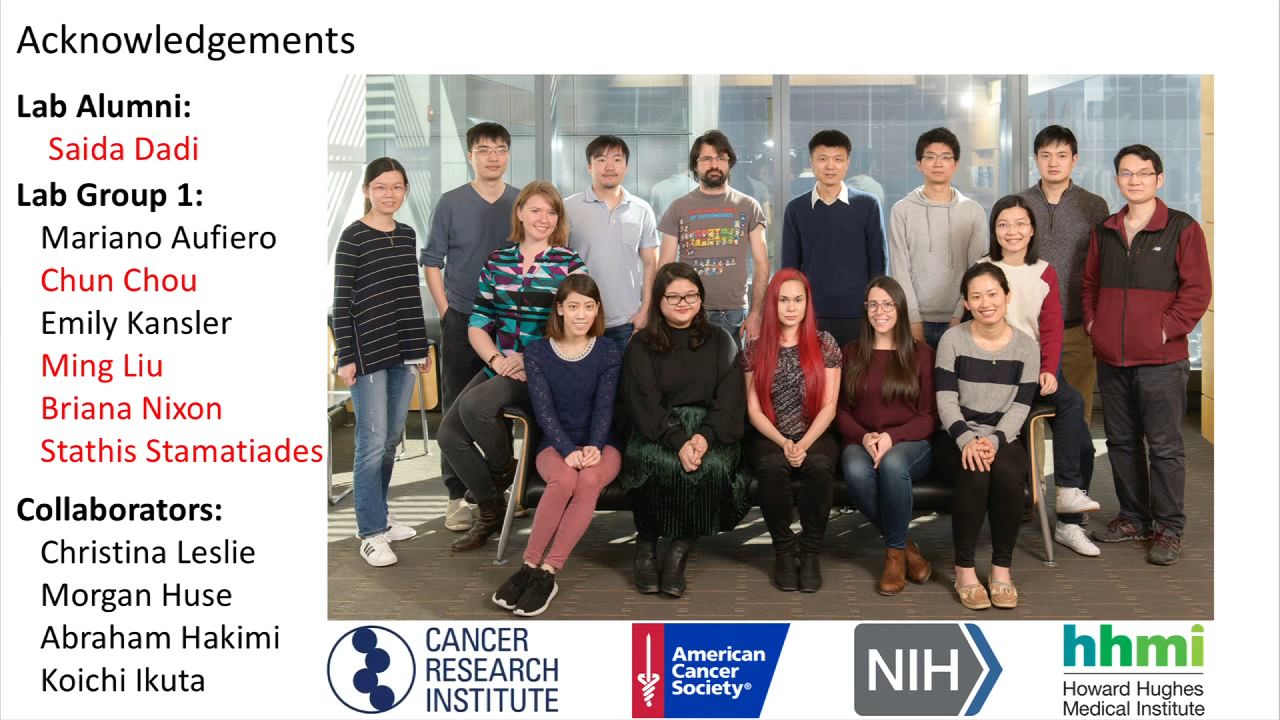 Acknowledgements
Lab Alumni:
Saida Dadi
Lab Group 1:
Mariano Aufiero
Chun Chou
Emily Kansler
Ming Liu
Briana Nixon
Stathis Stamatiades
Collaborators:
Christina Leslie
Morgan Huse
Abraham Hakimi
Koichi Ikuta
CANCER
RESEARCH
INSTITUTE
American
Cancer
Society®
NIH
hhmi
Howard Hughes
Medical Institute